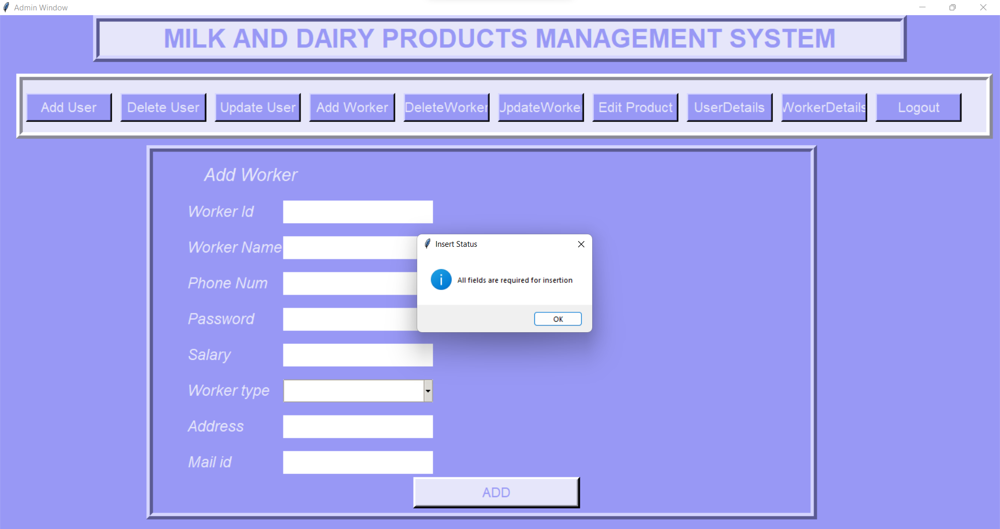 Admin Window
MILK AND DAIRY PRODUCTS MANAGEMENT SYSTEM
Add User Delete User Update User Add Worker DeleteWorker UpdateWorke Edit Product UserDetails WorkerDetails Logout
Add Worker
Worker Id
Worker Name
Phone Num
Password
Salary
Worker type
Address
Mail id
ADD
Insert Status
All fields are required for insertion
OK